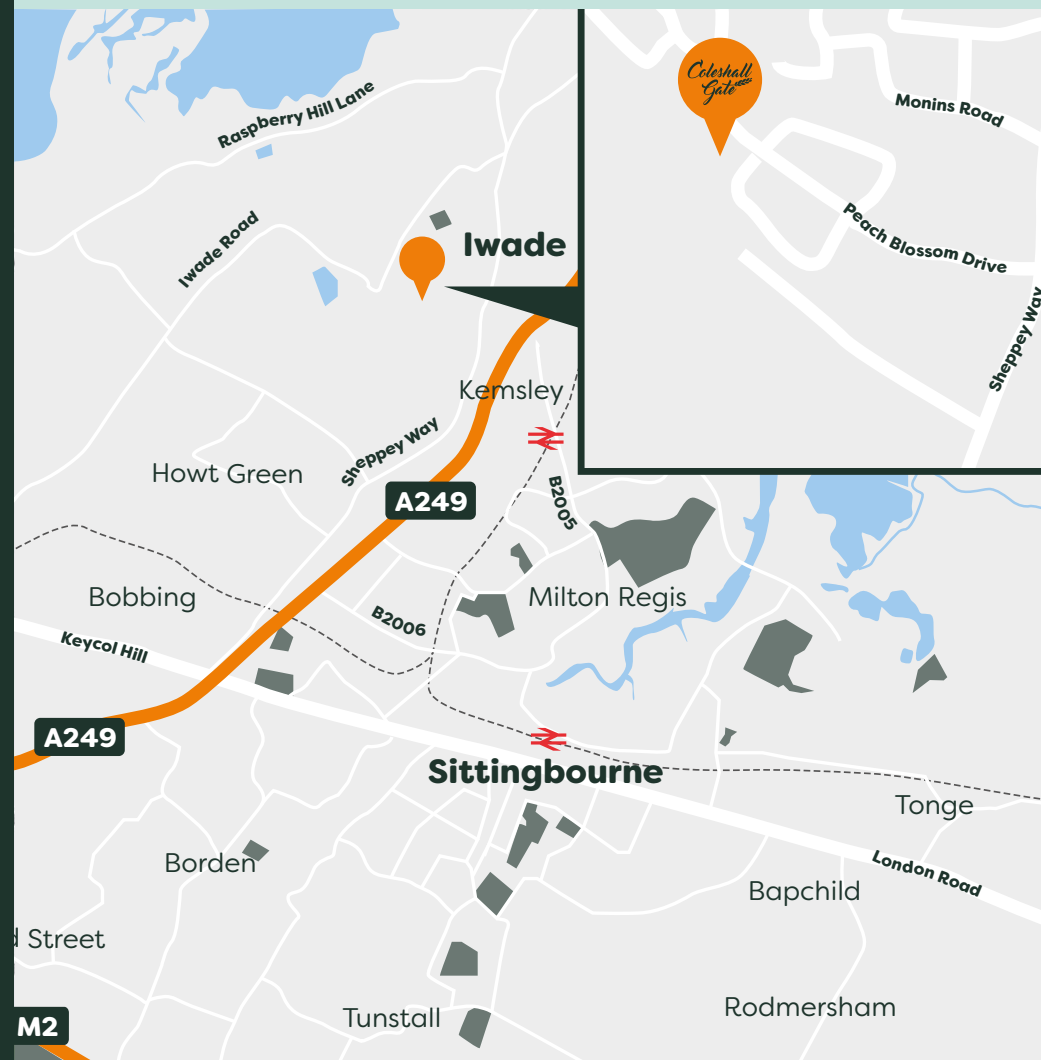 Coleshall
Gate
Monins Road
Raspberry Hill Lane
Peach Blossom Drive
Iwade Road
Iwade
Sheppey Way
Kemsley
Sheppey Way
Howt Green
A249
B2005
Bobbing
Milton Regis
B2006
Keycol Hill
A249
Sittingbourne
Tonge
Borden
London Road
Bapchild
Street
Tunstall
Rodmersham
M2